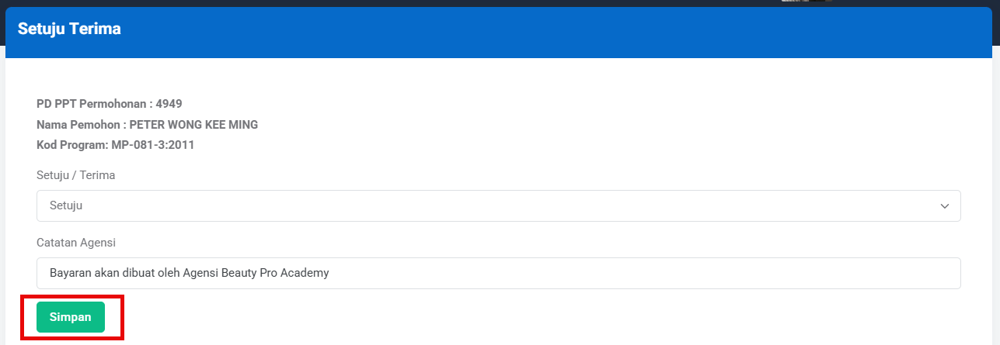 Setuju Terima
PD PPT Permohonan : 4949
Nama Pemohon : PETER WONG KEE MING
Kod Program: MP-081-3:2011
Setuju / Terima
Setuju
Catatan Agensi
Bayaran akan dibuat oleh Agensi Beauty Pro Academy
Simpan